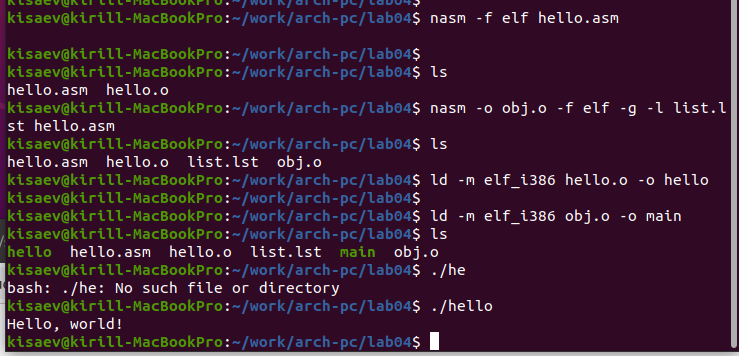 kisaev@kirill-MacBookPro:~/work/arch-pc/lab04$
kisaev@kirill-MacBookPro:~/work/arch-pc/lab04$ nasm -f elf hello.asm
kisaev@kirill-MacBookPro:~/work/arch-pc/lab04$
kisaev@kirill-MacBookPro:~/work/arch-pc/lab04$ ls
hello.asm  hello.o
kisaev@kirill-MacBookPro:~/work/arch-pc/lab04$ nasm -o obj.o -f elf -g -l list.l
st hello.asm
kisaev@kirill-MacBookPro:~/work/arch-pc/lab04$ ls
hello.asm  hello.o  list.lst  obj.o
kisaev@kirill-MacBookPro:~/work/arch-pc/lab04$ ld -m elf_i386 hello.o -o hello
kisaev@kirill-MacBookPro:~/work/arch-pc/lab04$
kisaev@kirill-MacBookPro:~/work/arch-pc/lab04$ ld -m elf_i386 obj.o -o main
kisaev@kirill-MacBookPro:~/work/arch-pc/lab04$ ls
hello  hello.asm  hello.o  list.lst  main  obj.o
kisaev@kirill-MacBookPro:~/work/arch-pc/lab04$ ./he
bash: ./he: No such file or directory
kisaev@kirill-MacBookPro:~/work/arch-pc/lab04$ ./hello
Hello, world!
kisaev@kirill-MacBookPro:~/work/arch-pc/lab04$